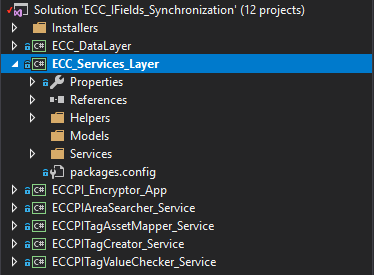 Solution 'ECC_IFields_Synchronization' (12 projects)
Installers
C# ECC_DataLayer
C# ECC_Services_Layer
Properties
References
Helpers
Models
Services
packages.config
C# ECCPI_Encryptor_App
C# ECCPIAreaSearcher_Service
C# ECCPITagAssetMapper_Service
C# ECCPITagCreator_Service
C# ECCPITagValueChecker_Service